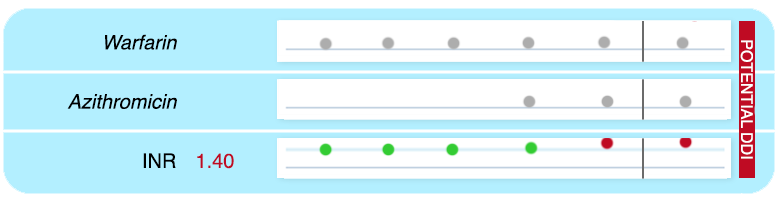 Warfarin
Azithromicin
INR 1.40
POTENTIAL DDI